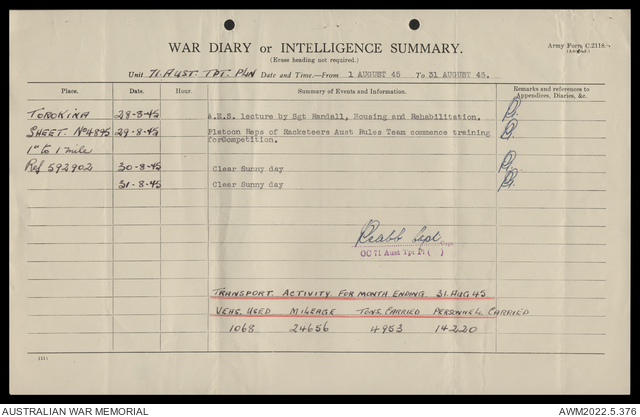 WAR DIARY or INTELLIGENCE SUMMARY.
(Erase heading not required.)
Army Form C.2118.
Unit 71. AUST. TPT. PLN Date and Time.—From 1 AUGUST 45 To 31 AUGUST 45.
Place. Date. Hour. Summary of Events and Information. Remarks and references to Appendices, Diaries, &c.
TOROKINA 28-8-45 A.E.S. lecture by Sgt Randall, Housing and Rehabilitation.
SHEET. No4895 29-8-45 Platoon Reps of Racketeers Aust Rules Team commence training
1" to 1 mile forCompetition.
Ref 592902 30-8-45 Clear Sunny day
31-8-45 Clear Sunny day
Capt
OC 71 Aust Tpt Pl ( )
TRANSPORT ACTIVITY FOR MONTH ENDING 31. AUG 45
VEHS. USED MILEAGE TONS. CARRIED PERSONNEL CARRIED
1068 24656 4953 14220
AUSTRALIAN WAR MEMORIAL
AWM2022.5.376